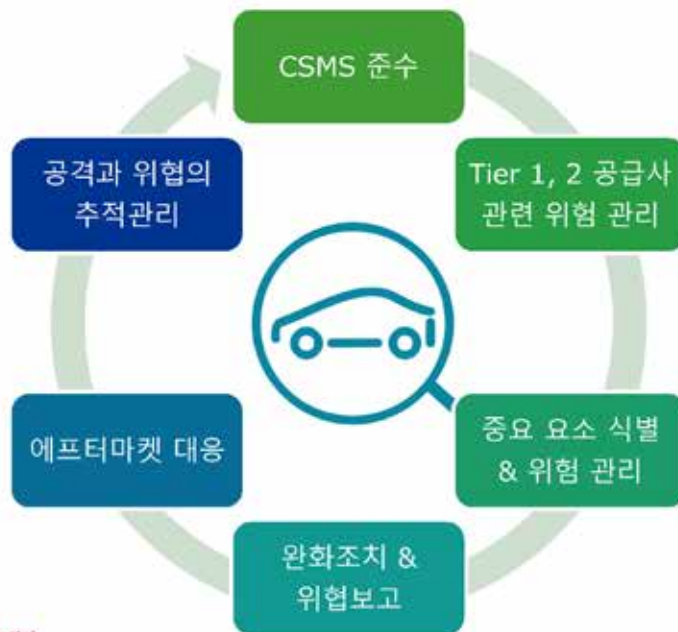 CSMS 준수
Tier 1, 2 공급사
관련 위험 관리
중요 요소 식별
& 위험 관리
완화조치 &
위협보고
에프터마켓 대응
공격과 위협의
추적관리